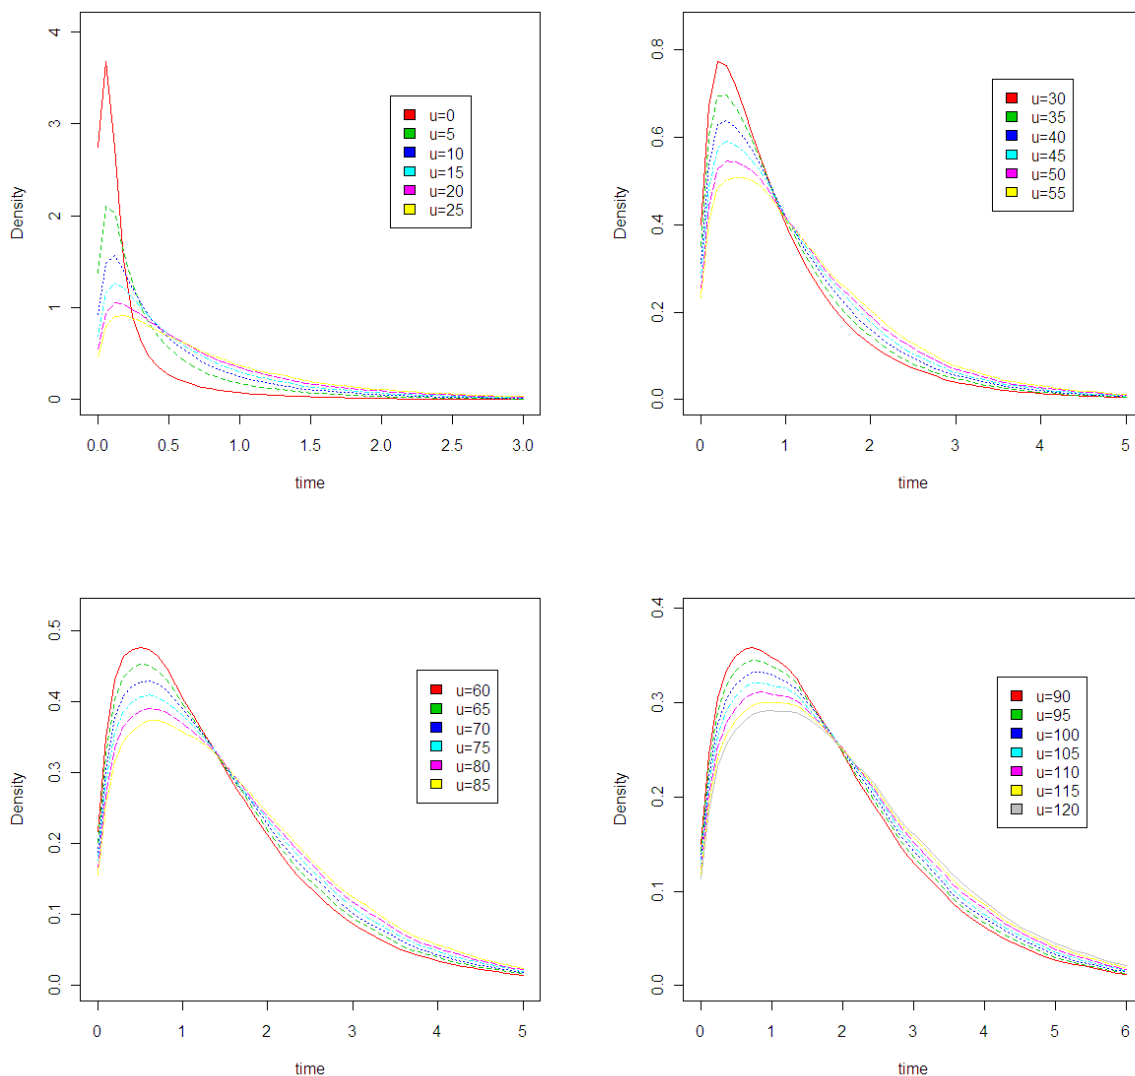 4
3
2
1
0
Density
u=0
u=5
u=10
u=15
u=20
u=25
0.0 0.5 1.0 1.5 2.0 2.5 3.0
time
0.8
0.6
0.4
0.2
0.0
Density
u=30
u=35
u=40
u=45
u=50
u=55
0 1 2 3 4 5
time
0.5
0.4
0.3
0.2
0.1
0.0
Density
u=60
u=65
u=70
u=75
u=80
u=85
0 1 2 3 4 5
time
0.4
0.3
0.2
0.1
0.0
Density
u=90
u=95
u=100
u=105
u=110
u=115
u=120
0 1 2 3 4 5 6
time